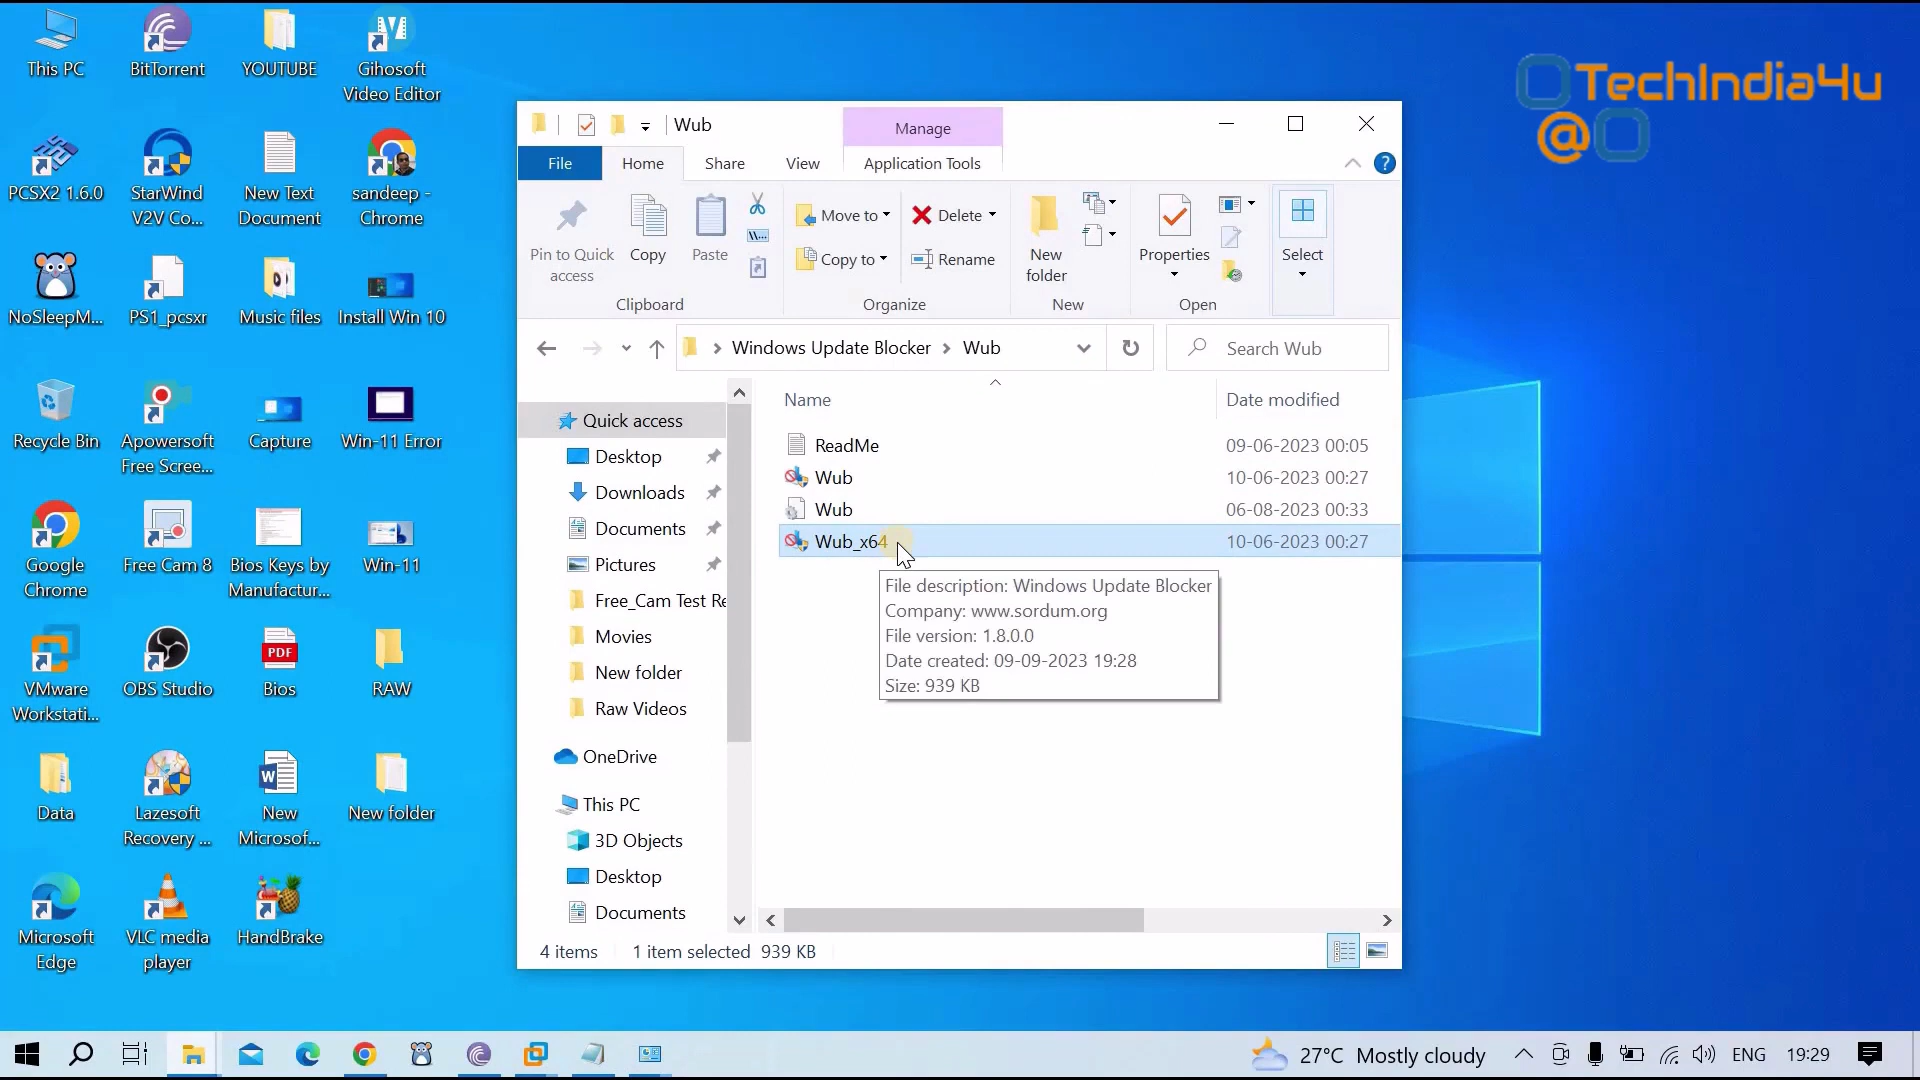 This PC
BitTorrent
YOUTUBE
Gihosoft
Video Editor
PCSX2 1.6.0
StarWind
V2V Co...
New Text
Document
sandeep -
Chrome
NoSleepM...
PS1_pcsxr
Music files
Install Win 10
Recycle Bin
Apowersoft
Free Scree...
Capture
Win-11 Error
Google
Chrome
Free Cam 8
Bios Keys by
Manufactur...
Win-11
VMware
Workstati...
OBS Studio
PDF
Bios
RAW
Data
Lazesoft
Recovery ...
New
Microsof...
New folder
Microsoft
Edge
VLC media
player
HandBrake
TechIndia4u
@
Wub
Manage
File
Home
Share
View
Application Tools
Pin to Quick
access
Copy
Paste
Clipboard
Move to
Copy to
Delete
Rename
Organize
New
folder
New
Properties
Open
Select
Windows Update Blocker
Wub
Search Wub
Quick access
Desktop
Downloads
Documents
Pictures
Free_Cam Test Re
Movies
New folder
Raw Videos
OneDrive
This PC
3D Objects
Desktop
Documents
Name
Date modified
ReadMe 09-06-2023 00:05
Wub 10-06-2023 00:27
Wub 06-08-2023 00:33
Wub_x64 10-06-2023 00:27
File description: Windows Update Blocker
Company: www.sordum.org
File version: 1.8.0.0
Date created: 09-09-2023 19:28
Size: 939 KB
4 items
1 item selected 939 KB
27°C Mostly cloudy
ENG
19:29